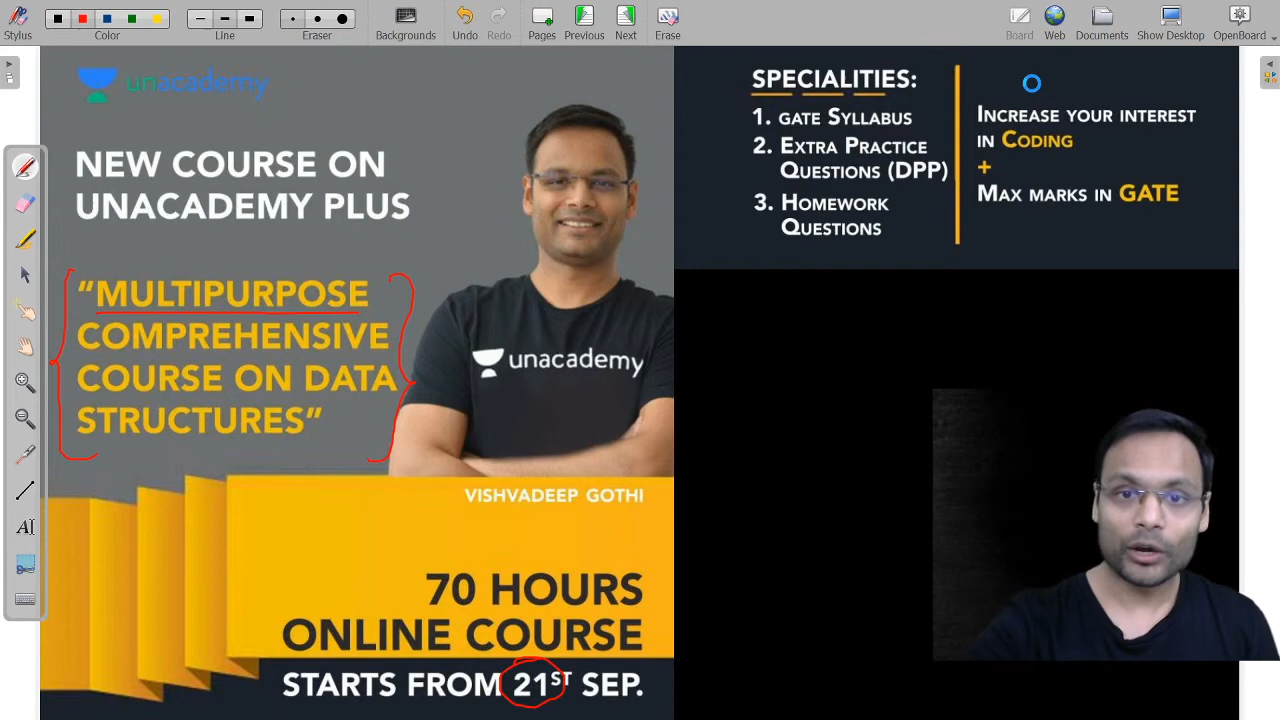 Stylus
Color
Line
Eraser
Backgrounds
Undo
Redo
Pages
Previous
Next
Erase
Board
Web
Documents
Show Desktop
OpenBoard
unacademy
NEW COURSE ON
UNACADEMY PLUS
“MULTIPURPOSE
COMPREHENSIVE
COURSE ON DATA
STRUCTURES”
unacademy
VISHVADEEP GOTHI
70 HOURS
ONLINE COURSE
STARTS FROM 21ST SEP.
SPECIALITIES:
1. GATE SYLLABUS
2. EXTRA PRACTICE
QUESTIONS (DPP)
3. HOMEWORK
QUESTIONS
INCREASE YOUR INTEREST
IN CODING
+
MAX MARKS IN GATE
AI